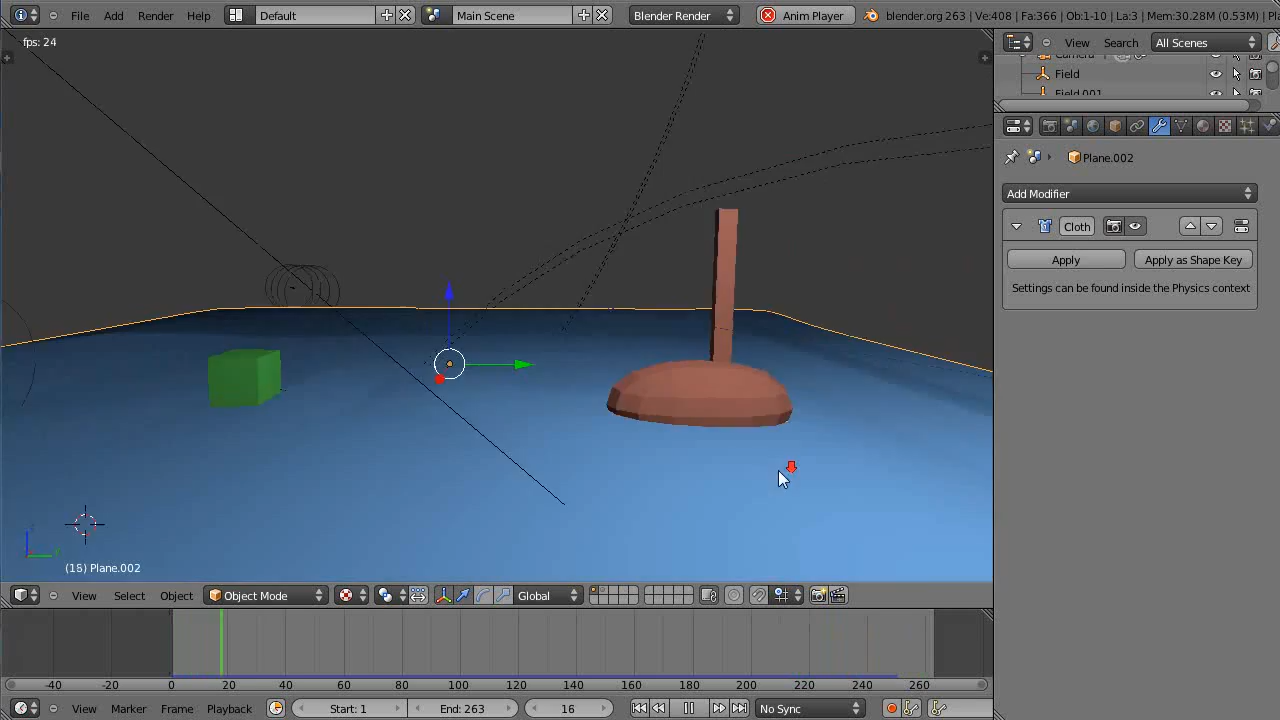 File Add Render Help Default Main Scene Blender Render Anim Player blender.org 263 | Ve:408 | Fa:366 | Ob:1-10 | La:3 | Mem:30.28M (0.53M) |
fps: 24
View Search All Scenes
Camera
Field
Field.001
Plane.002
Add Modifier
Cloth
Apply Apply as Shape Key
Settings can be found inside the Physics context
(16) Plane.002
View Select Object Object Mode Global
-40 -20 0 20 40 60 80 100 120 140 160 180 200 220 240 260
View Marker Frame Playback Start: 1 End: 263 16 No Sync